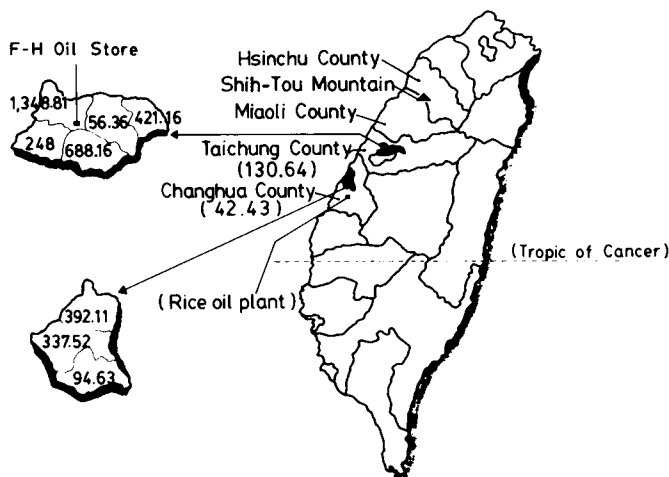 F-H Oil Store
1,348.81
56.36
421.16
248
688.16
Hsinchu County
Shih-Tou Mountain
Miaoli County
Taichung County
(130.64)
Changhua County
(42.43)
(Tropic of Cancer)
(Rice oil plant)
392.11
337.52
94.63